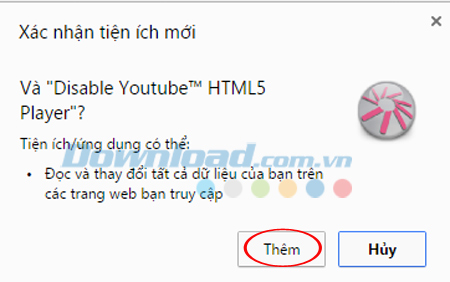 Xác nhận tiện ích mới
Và "Disable Youtube™ HTML5
Player"?
Tiện ích/ứng dụng có thể:
Download.com.vn
• Đọc và thay đổi tất cả dữ liệu của bạn trên
các trang web bạn truy cập
Thêm
Hủy